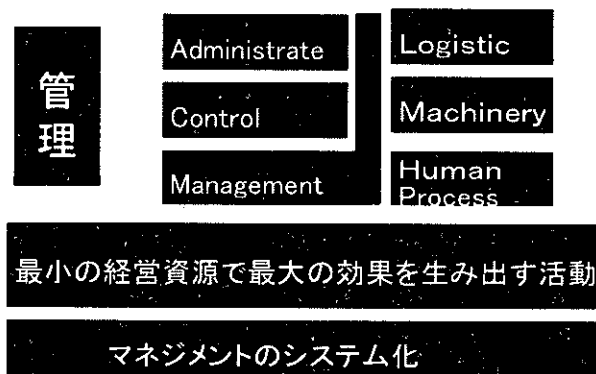 管理
Administrate
Control
Management
Logistic
Machinery
Human
Process
最小の経営資源で最大の効果を生み出す活動
マネジメントのシステム化